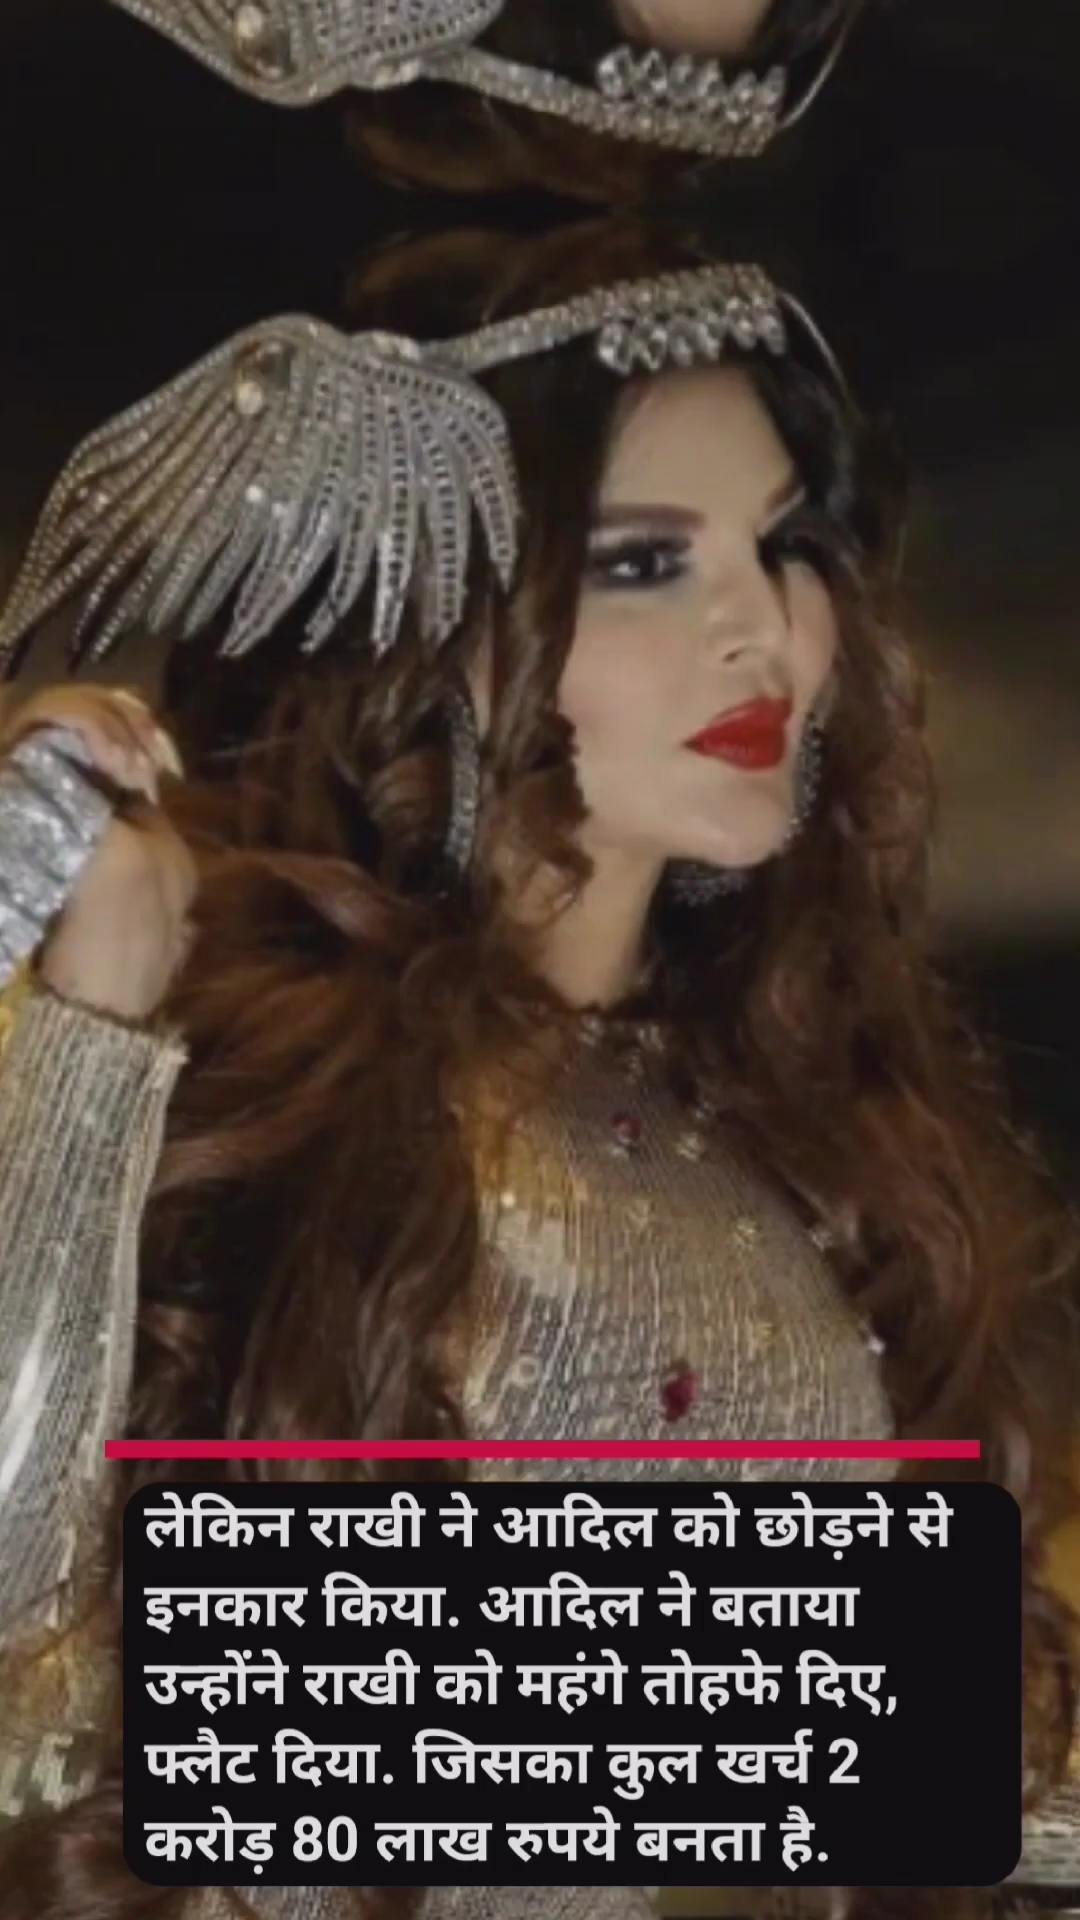 लेकिन राखी ने आदिल को छोड़ने से
इनकार किया. आदिल ने बताया
उन्होंने राखी को महंगे तोहफे दिए,
फ्लैट दिया. जिसका कुल खर्च 2
करोड़ 80 लाख रुपये बनता है.